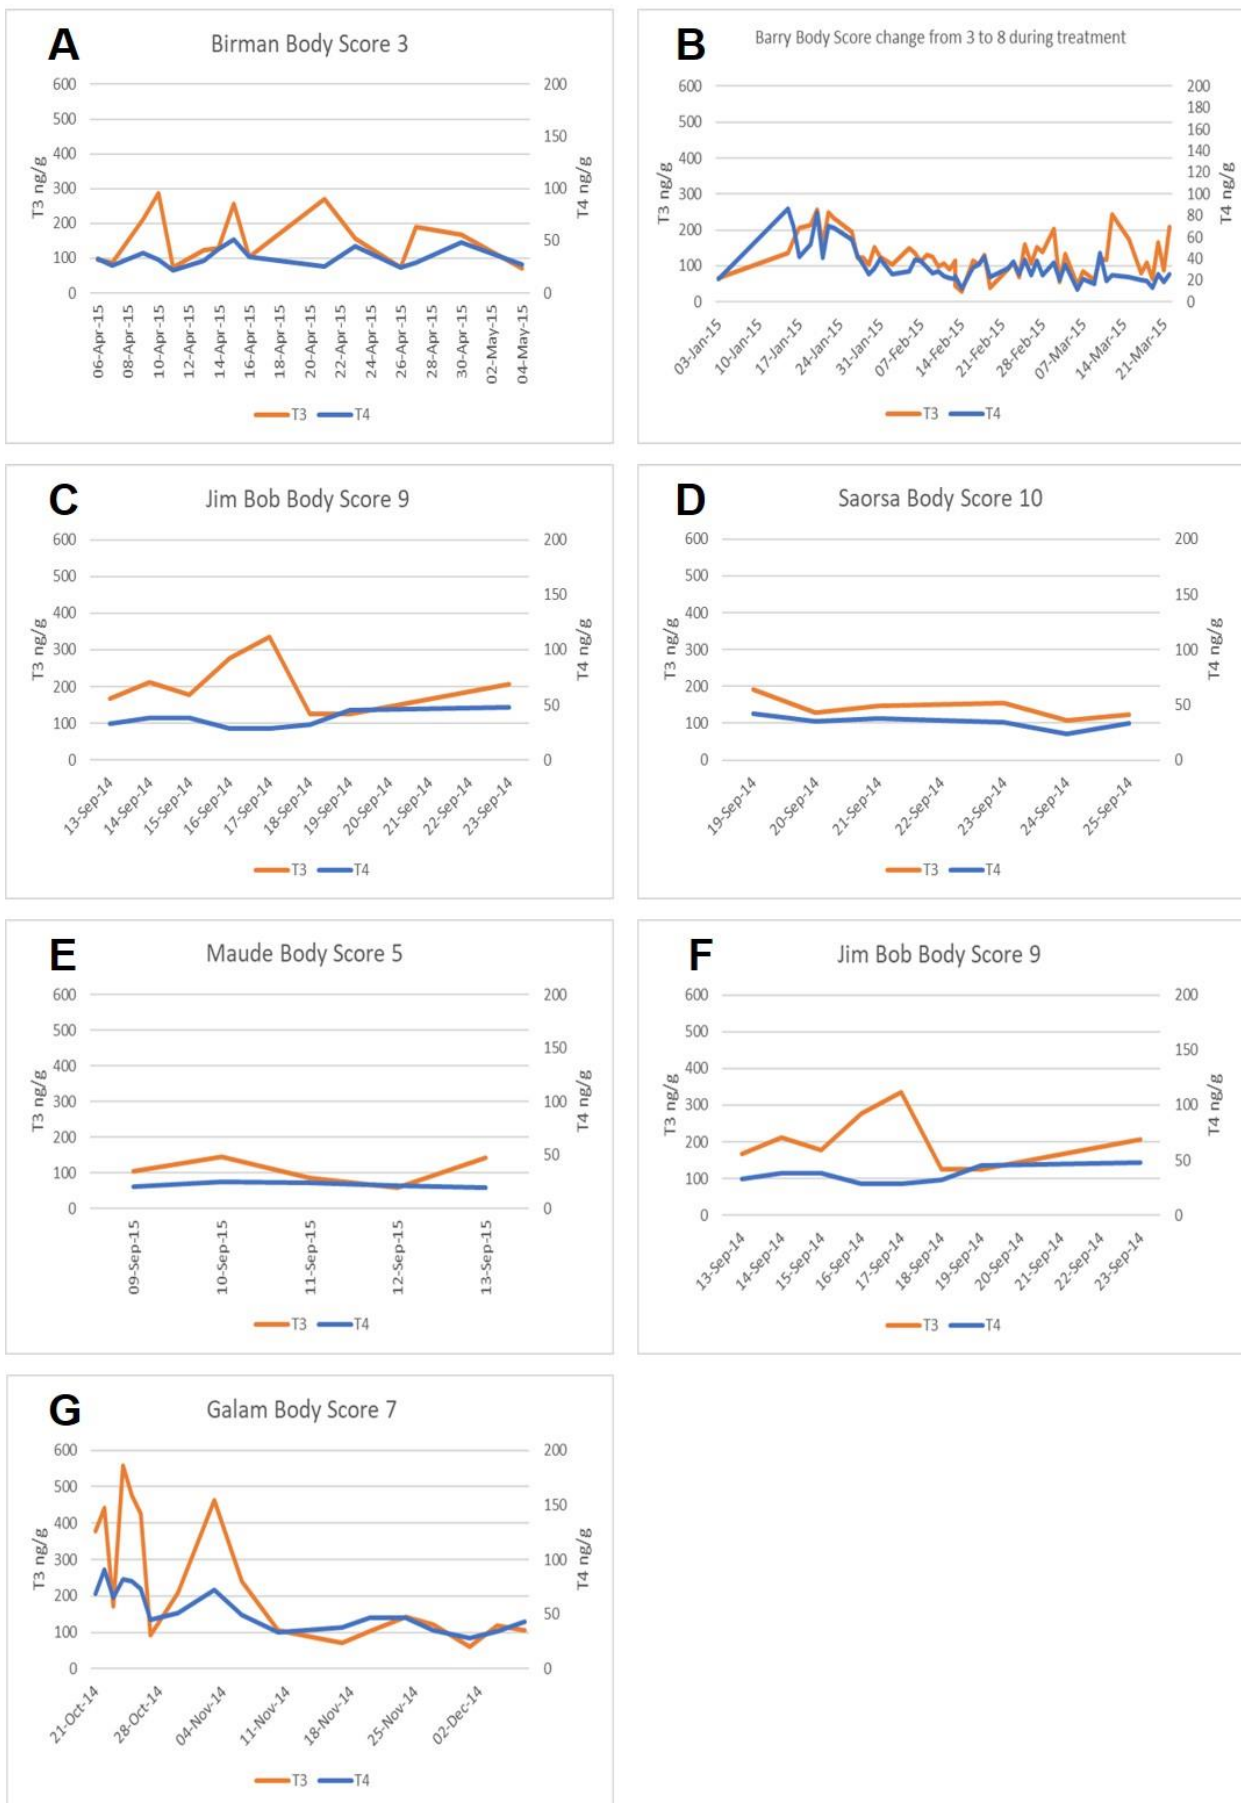 A
Birman Body Score 3
600
500
400
300
200
100
0
T3 ng/g
200
150
100
50
0
T4 ng/g
06-Apr-15
08-Apr-15
10-Apr-15
12-Apr-15
14-Apr-15
16-Apr-15
18-Apr-15
20-Apr-15
22-Apr-15
24-Apr-15
26-Apr-15
28-Apr-15
30-Apr-15
02-May-15
04-May-15
T3 T4
B
Barry Body Score change from 3 to 8 during treatment
600
500
400
300
200
100
0
T3 ng/g
200
180
160
140
120
100
80
60
40
20
0
T4 ng/g
03-Jan-15
10-Jan-15
17-Jan-15
24-Jan-15
31-Jan-15
07-Feb-15
14-Feb-15
21-Feb-15
28-Feb-15
07-Mar-15
14-Mar-15
21-Mar-15
T3 T4
C
Jim Bob Body Score 9
600
500
400
300
200
100
0
T3 ng/g
200
150
100
50
0
T4 ng/g
13-Sep-14
14-Sep-14
15-Sep-14
16-Sep-14
17-Sep-14
18-Sep-14
19-Sep-14
20-Sep-14
21-Sep-14
22-Sep-14
23-Sep-14
T3 T4
D
Saorsa Body Score 10
600
500
400
300
200
100
0
T3 ng/g
200
150
100
50
0
T4 ng/g
19-Sep-14
20-Sep-14
21-Sep-14
22-Sep-14
23-Sep-14
24-Sep-14
25-Sep-14
T3 T4
E
Maude Body Score 5
600
500
400
300
200
100
0
T3 ng/g
200
150
100
50
0
T4 ng/g
09-Sep-15
10-Sep-15
11-Sep-15
12-Sep-15
13-Sep-15
T3 T4
F
Jim Bob Body Score 9
600
500
400
300
200
100
0
T3 ng/g
200
150
100
50
0
T4 ng/g
13-Sep-14
14-Sep-14
15-Sep-14
16-Sep-14
17-Sep-14
18-Sep-14
19-Sep-14
20-Sep-14
21-Sep-14
22-Sep-14
23-Sep-14
T3 T4
G
Galam Body Score 7
600
500
400
300
200
100
0
T3 ng/g
200
150
100
50
0
T4 ng/g
21-Oct-14
28-Oct-14
04-Nov-14
11-Nov-14
18-Nov-14
25-Nov-14
02-Dec-14
T3 T4